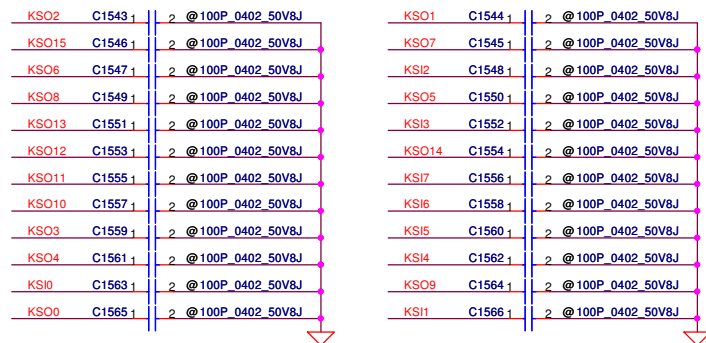 KSO2 C1543 1 2 @100P_0402_50V8J KSO1 C1544 1 2 @100P_0402_50V8J
KSO15 C1546 1 2 @100P_0402_50V8J KSO7 C1545 1 2 @100P_0402_50V8J
KSO6 C1547 1 2 @100P_0402_50V8J KSI2 C1548 1 2 @100P_0402_50V8J
KSO8 C1549 1 2 @100P_0402_50V8J KSO5 C1550 1 2 @100P_0402_50V8J
KSO13 C1551 1 2 @100P_0402_50V8J KSI3 C1552 1 2 @100P_0402_50V8J
KSO12 C1553 1 2 @100P_0402_50V8J KSO14 C1554 1 2 @100P_0402_50V8J
KSO11 C1555 1 2 @100P_0402_50V8J KSI7 C1556 1 2 @100P_0402_50V8J
KSO10 C1557 1 2 @100P_0402_50V8J KSI6 C1558 1 2 @100P_0402_50V8J
KSO3 C1559 1 2 @100P_0402_50V8J KSI5 C1560 1 2 @100P_0402_50V8J
KSO4 C1561 1 2 @100P_0402_50V8J KSI4 C1562 1 2 @100P_0402_50V8J
KSI0 C1563 1 2 @100P_0402_50V8J KSO9 C1564 1 2 @100P_0402_50V8J
KSO0 C1565 1 2 @100P_0402_50V8J KSI1 C1566 1 2 @100P_0402_50V8J